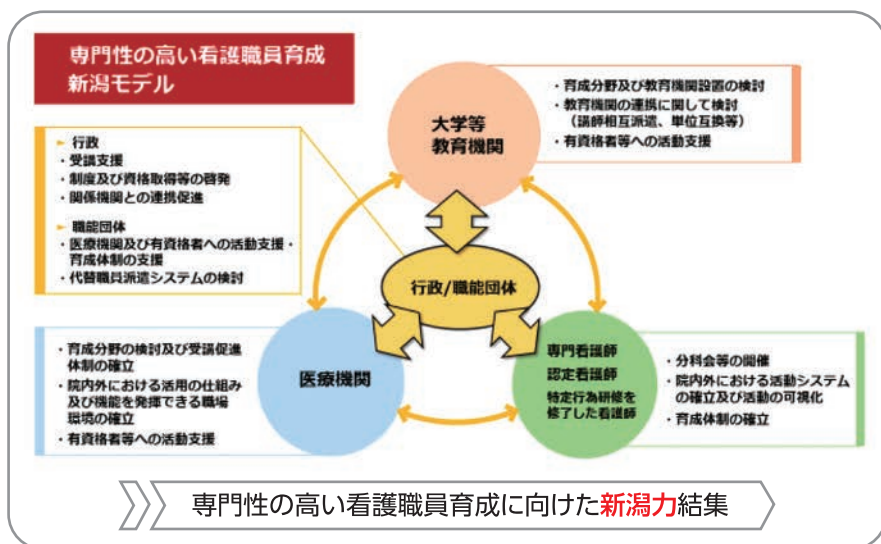 専門性の高い看護職員育成
新潟モデル
► 行政
・受講支援
・制度及び資格取得等の啓発
・関係機関との連携促進
► 職能団体
・医療機関及び有資格者への活動支援・
育成体制の支援
・代替職員派遣システムの検討
大学等
教育機関
・育成分野及び教育機関設置の検討
・教育機関の連携に関して検討
（講師相互派遣、単位互換等）
・有資格者等への活動支援
行政/職能団体
・育成分野の検討及び受講促進
体制の確立
・院内外における活用の仕組み
及び機能を発揮できる職場
環境の確立
・有資格者等への活動支援
医療機関
専門看護師
認定看護師
特定行為研修を
修了した看護師
・分科会等の開催
・院内外における活動システム
の確立及び活動の可視化
・育成体制の確立
専門性の高い看護職員育成に向けた新潟力結集